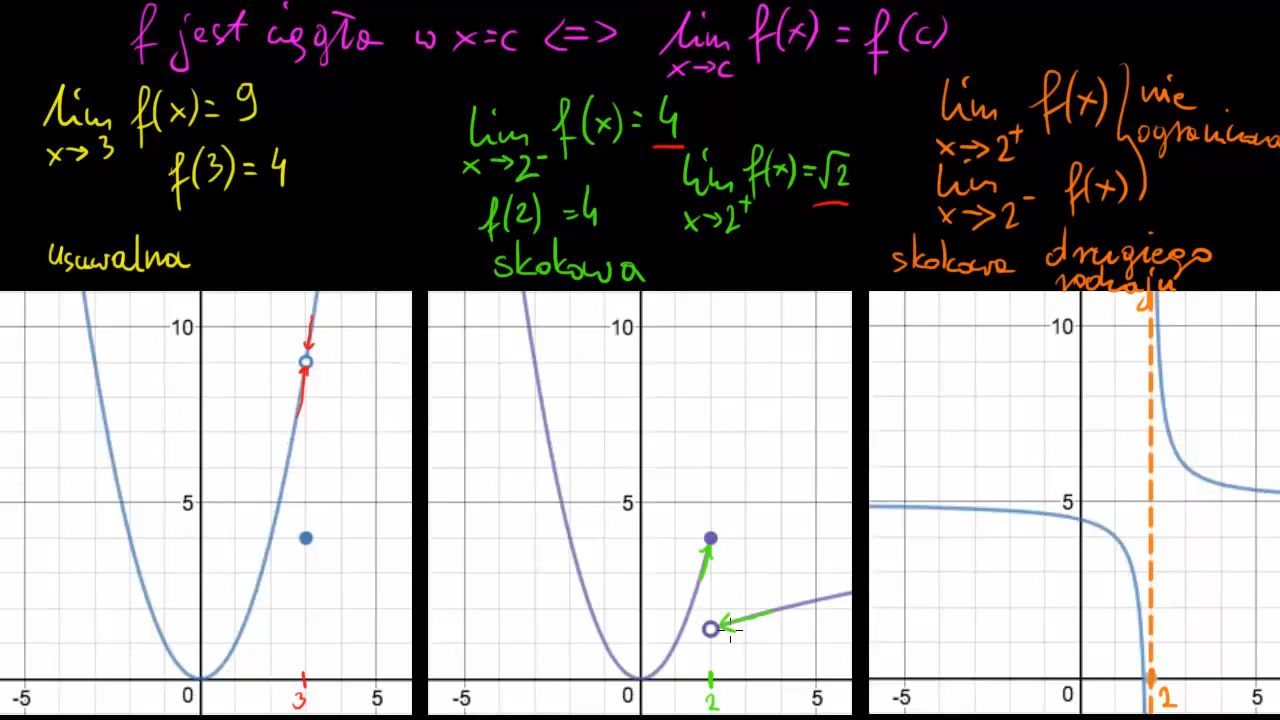 f jest ciągła w x=c <=> lim f(x) = f(c)
x→c
lim f(x) = 9
x→3
f(3) = 4
usuwalna
lim f(x) = 4
x→2⁻
lim f(x) = √2
x→2⁺
f(2) = 4
skokowa
lim f(x)
x→2⁺
lim f(x)
x→2⁻
nie
skokowa drugiego
rodzaju
10
5
-5 0 3 5
10
5
-5 0 2 5
10
5
-5 0 2